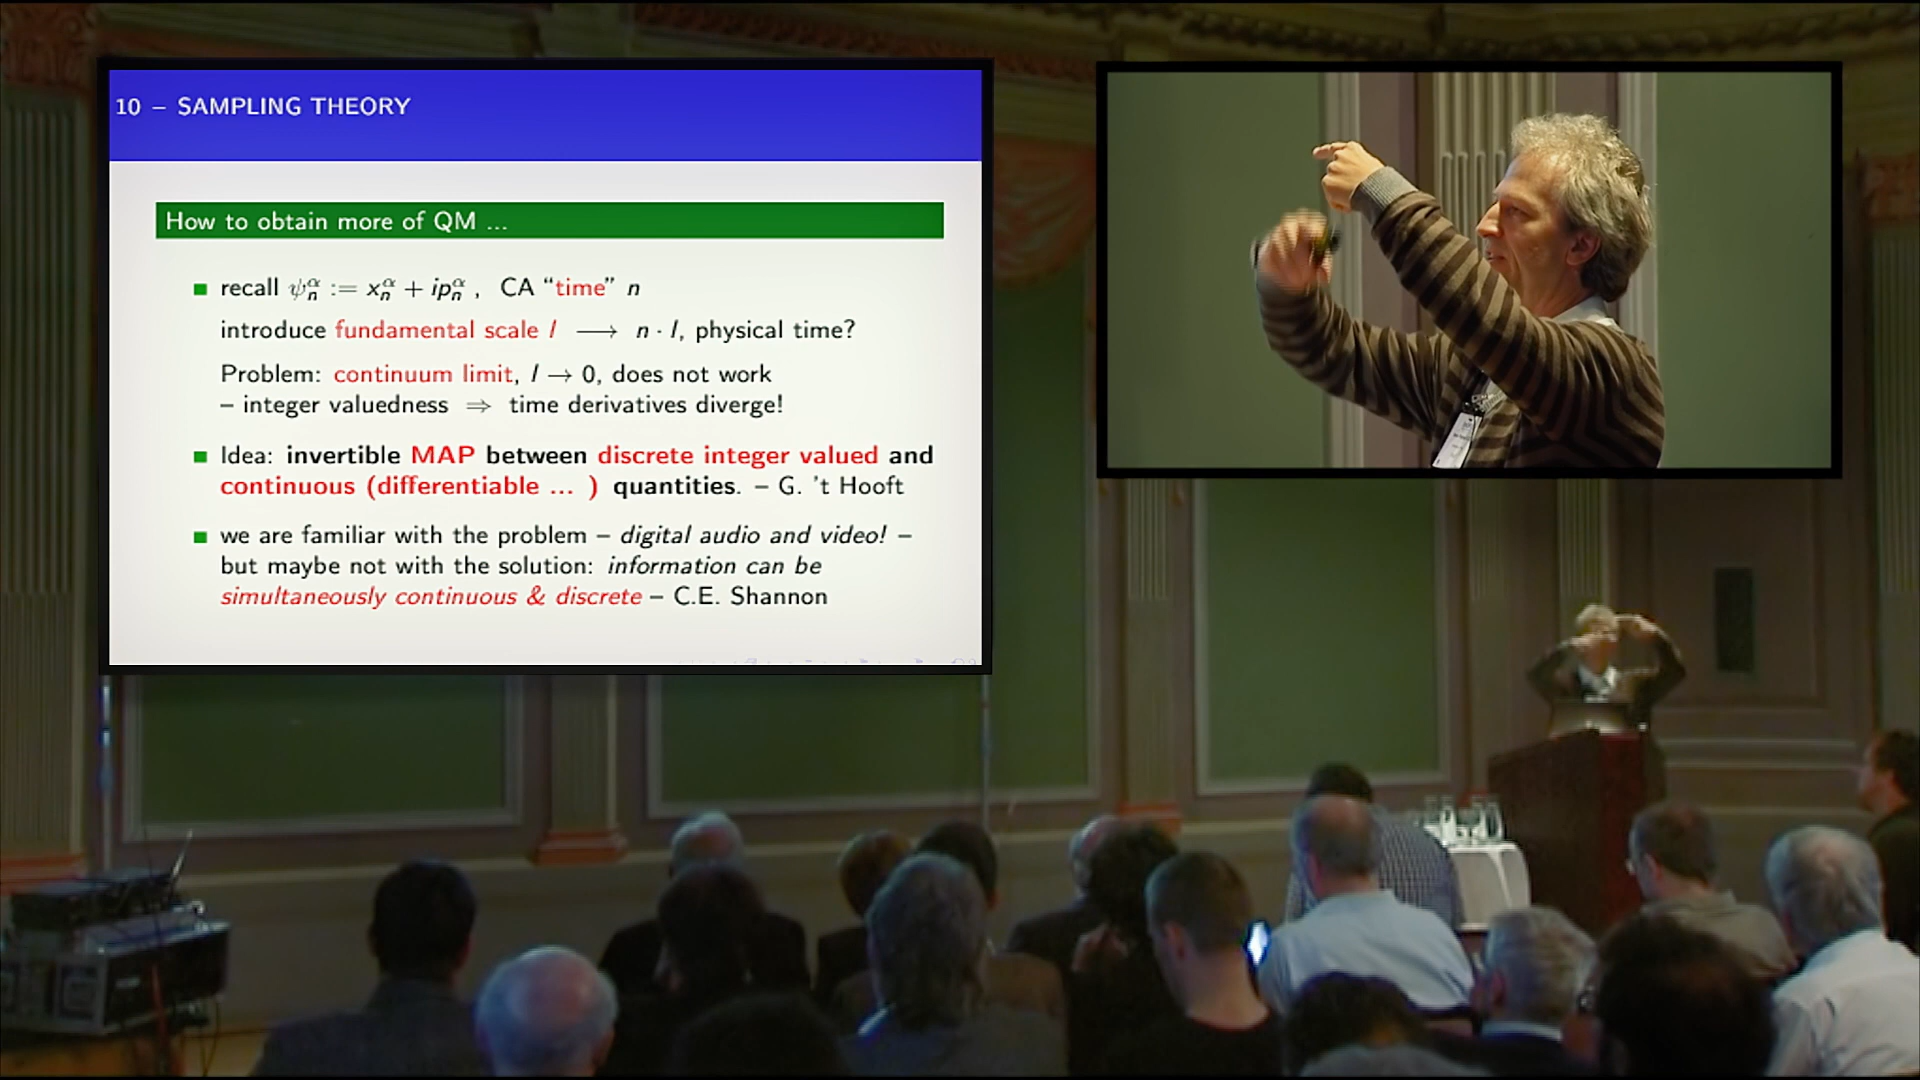 10 – SAMPLING THEORY
How to obtain more of QM ...
recall ψₙᵅ := xₙᵅ + ipₙᵅ , CA “time” n
introduce fundamental scale l ⟶ n · l, physical time?
Problem: continuum limit, l → 0, does not work
– integer valuedness ⇒ time derivatives diverge!
Idea: invertible MAP between discrete integer valued and
continuous (differentiable ... ) quantities. – G. 't Hooft
we are familiar with the problem – digital audio and video! –
but maybe not with the solution: information can be
simultaneously continuous & discrete – C.E. Shannon